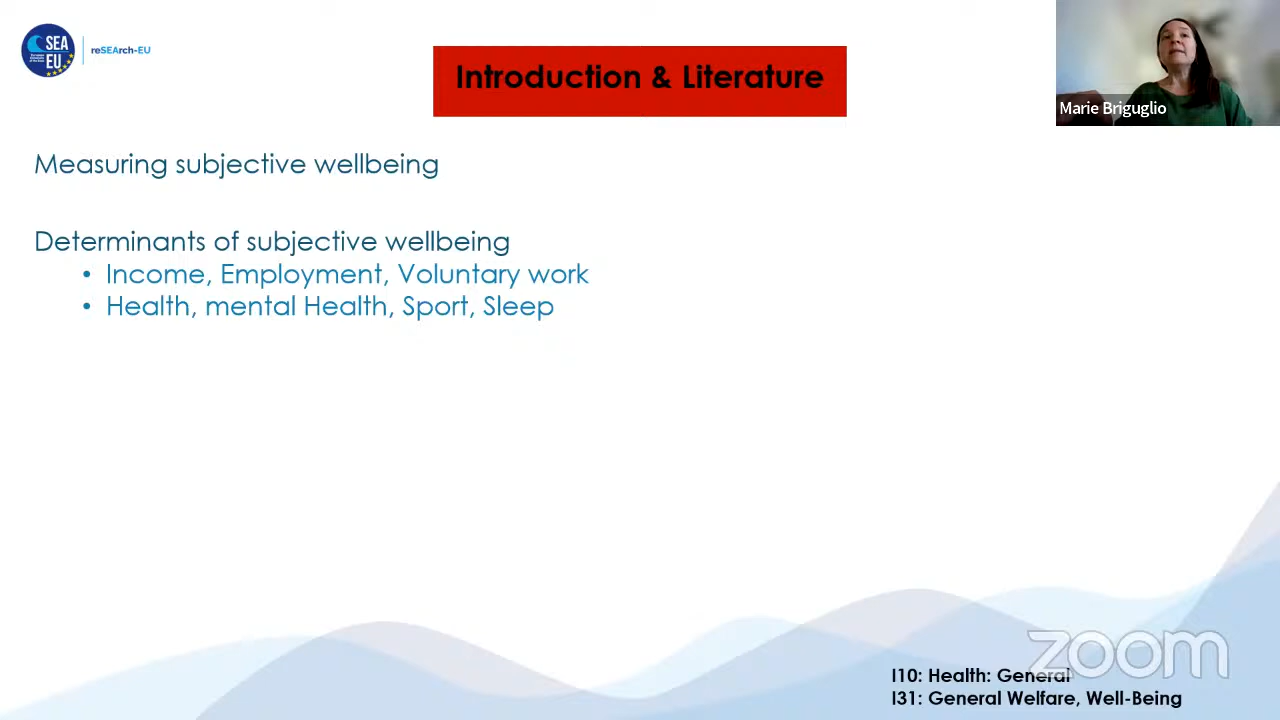 SEA
EU
reSEArch-EU
Introduction & Literature
Marie Briguglio
Measuring subjective wellbeing
Determinants of subjective wellbeing
• Income, Employment, Voluntary work
• Health, mental Health, Sport, Sleep
zoom
I10: Health: General
I31: General Welfare, Well-Being